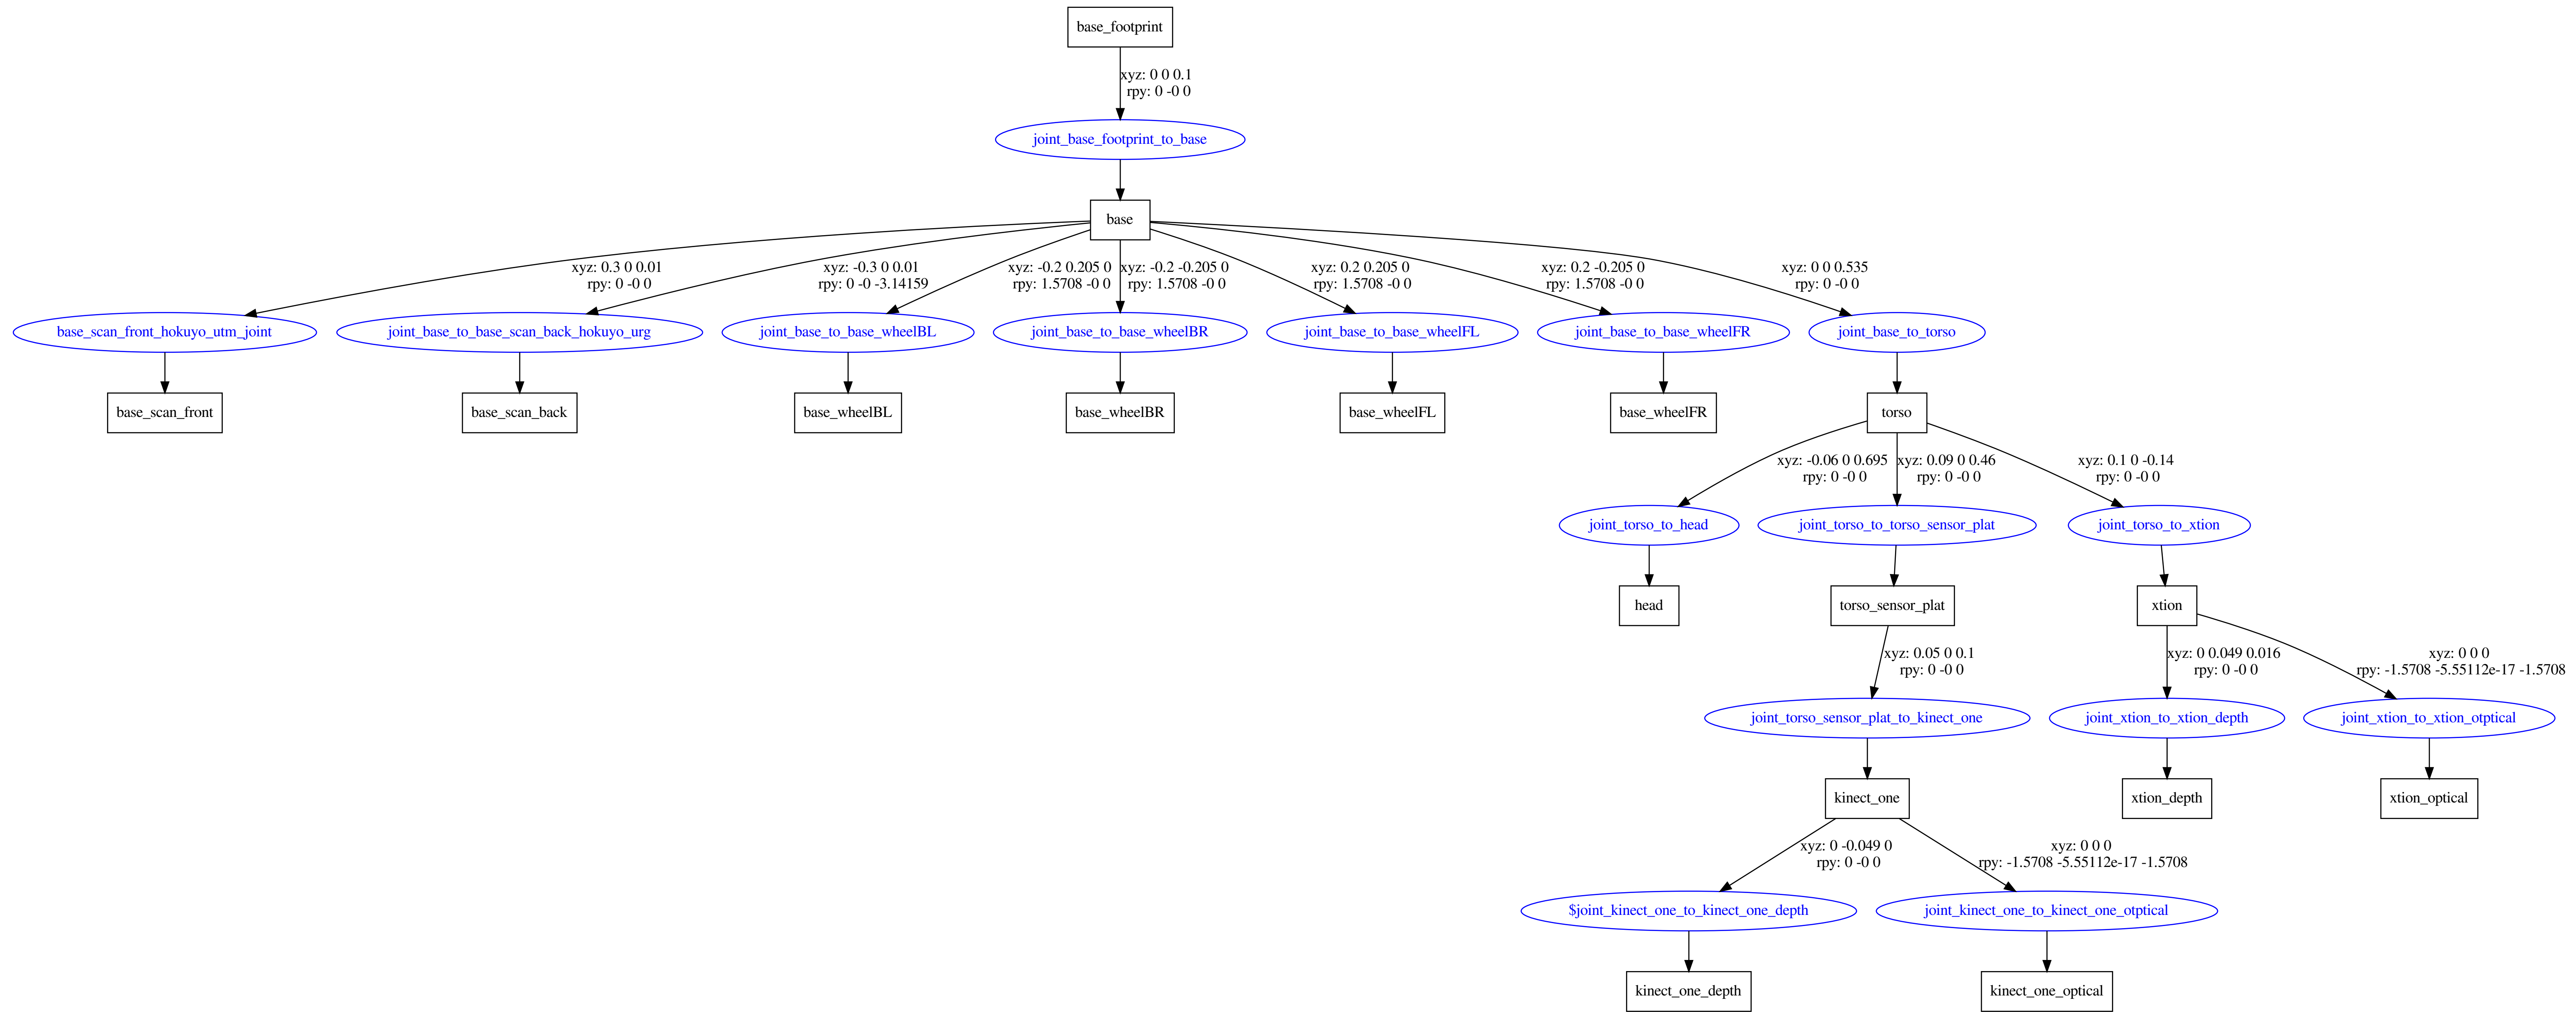 base_footprint
xyz: 0 0 0.1
rpy: 0 -0 0
joint_base_footprint_to_base
base
xyz: 0.3 0 0.01
rpy: 0 -0 0
xyz: -0.3 0 0.01
rpy: 0 -0 -3.14159
xyz: -0.2 0.205 0
rpy: 1.5708 -0 0
xyz: -0.2 -0.205 0
rpy: 1.5708 -0 0
xyz: 0.2 0.205 0
rpy: 1.5708 -0 0
xyz: 0.2 -0.205 0
rpy: 1.5708 -0 0
xyz: 0 0 0.535
rpy: 0 -0 0
base_scan_front_hokuyo_utm_joint
joint_base_to_base_scan_back_hokuyo_urg
joint_base_to_base_wheelBL
joint_base_to_base_wheelBR
joint_base_to_base_wheelFL
joint_base_to_base_wheelFR
joint_base_to_torso
base_scan_front
base_scan_back
base_wheelBL
base_wheelBR
base_wheelFL
base_wheelFR
torso
xyz: -0.06 0 0.695
rpy: 0 -0 0
xyz: 0.09 0 0.46
rpy: 0 -0 0
xyz: 0.1 0 -0.14
rpy: 0 -0 0
joint_torso_to_head
joint_torso_to_torso_sensor_plat
joint_torso_to_xtion
head
torso_sensor_plat
xtion
xyz: 0.05 0 0.1
rpy: 0 -0 0
xyz: 0 0.049 0.016
rpy: 0 -0 0
xyz: 0 0 0
rpy: -1.5708 -5.55112e-17 -1.5708
joint_torso_sensor_plat_to_kinect_one
joint_xtion_to_xtion_depth
joint_xtion_to_xtion_otptical
kinect_one
xtion_depth
xtion_optical
xyz: 0 -0.049 0
rpy: 0 -0 0
xyz: 0 0 0
rpy: -1.5708 -5.55112e-17 -1.5708
$joint_kinect_one_to_kinect_one_depth
joint_kinect_one_to_kinect_one_otptical
kinect_one_depth
kinect_one_optical